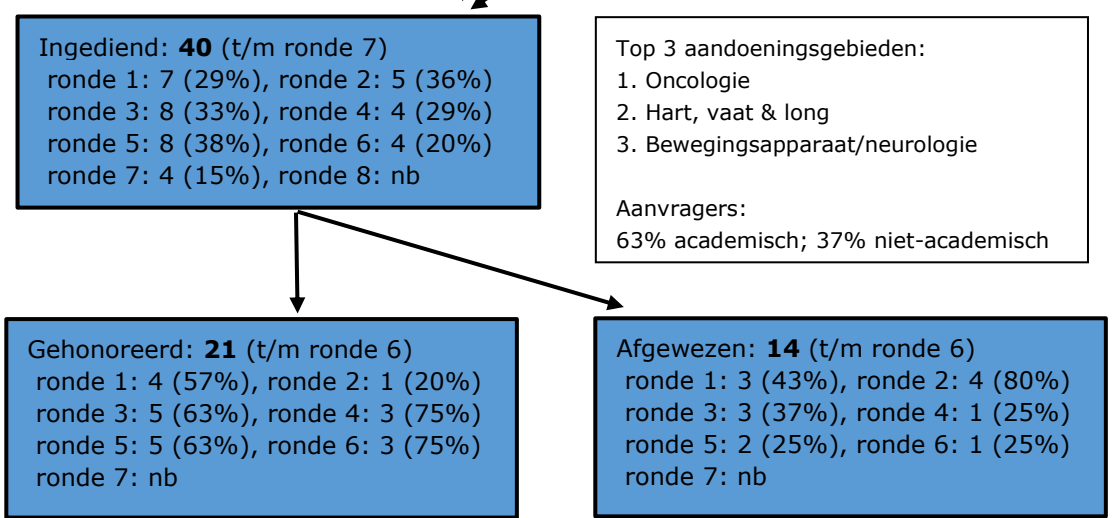 Ingediend: 40 (t/m ronde 7)
ronde 1: 7 (29%), ronde 2: 5 (36%)
ronde 3: 8 (33%), ronde 4: 4 (29%)
ronde 5: 8 (38%), ronde 6: 4 (20%)
ronde 7: 4 (15%), ronde 8: nb
Top 3 aandoeningsgebieden:
1. Oncologie
2. Hart, vaat & long
3. Bewegingsapparaat/neurologie
Aanvragers:
63% academisch; 37% niet-academisch
Gehonoreerd: 21 (t/m ronde 6)
ronde 1: 4 (57%), ronde 2: 1 (20%)
ronde 3: 5 (63%), ronde 4: 3 (75%)
ronde 5: 5 (63%), ronde 6: 3 (75%)
ronde 7: nb
Afgewezen: 14 (t/m ronde 6)
ronde 1: 3 (43%), ronde 2: 4 (80%)
ronde 3: 3 (37%), ronde 4: 1 (25%)
ronde 5: 2 (25%), ronde 6: 1 (25%)
ronde 7: nb